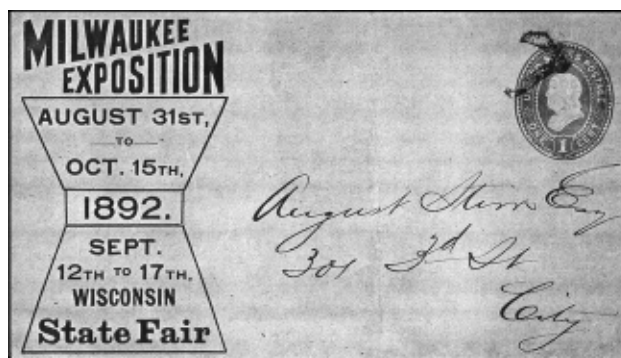 MILWAUKEE
EXPOSITION
AUGUST 31ST,
TO
OCT. 15TH,
1892.
SEPT.
12TH TO 17TH,
WISCONSIN
State Fair
1
August Stern Esq
301 3d St
City